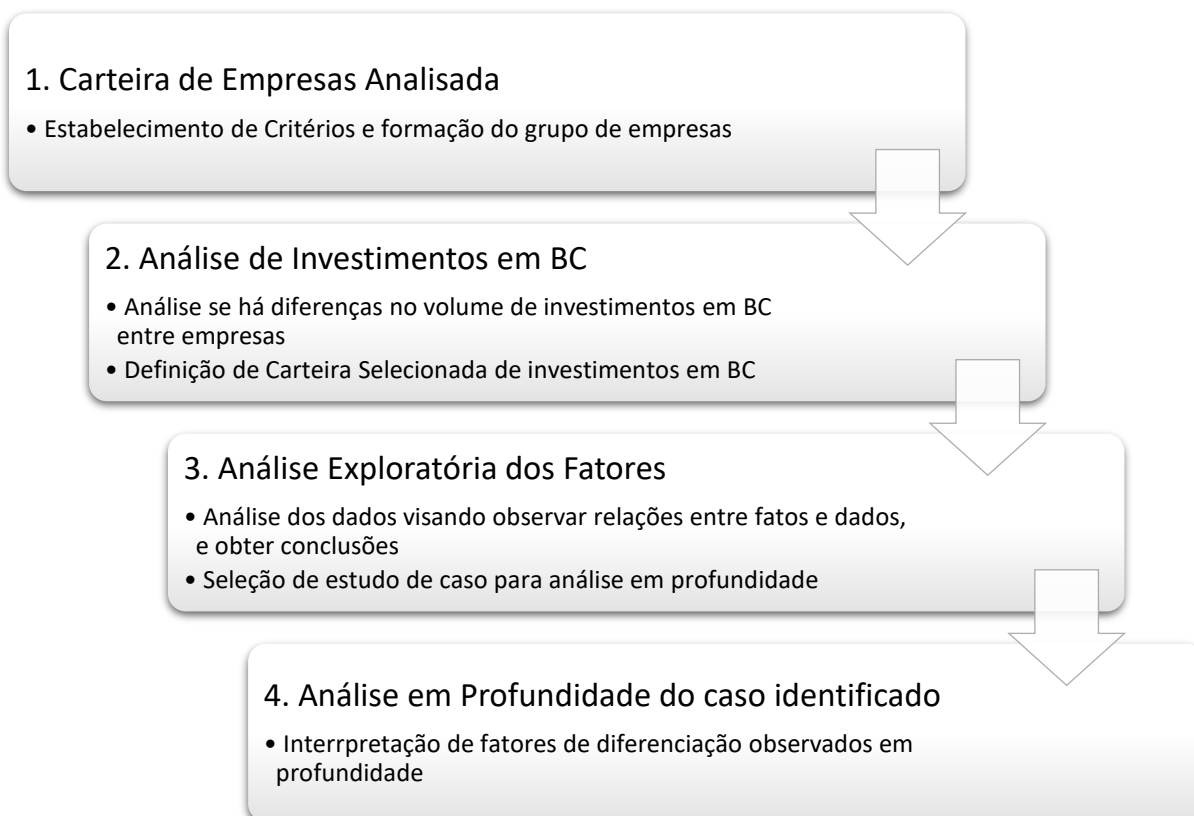 1. Carteira de Empresas Analisada
• Estabelecimento de Critérios e formação do grupo de empresas
2. Análise de Investimentos em BC
• Análise se há diferenças no volume de investimentos em BC
entre empresas
• Definição de Carteira Selecionada de investimentos em BC
3. Análise Exploratória dos Fatores
• Análise dos dados visando observar relações entre fatos e dados,
e obter conclusões
• Seleção de estudo de caso para análise em profundidade
4. Análise em Profundidade do caso identificado
• Interrpretação de fatores de diferenciação observados em
profundidade